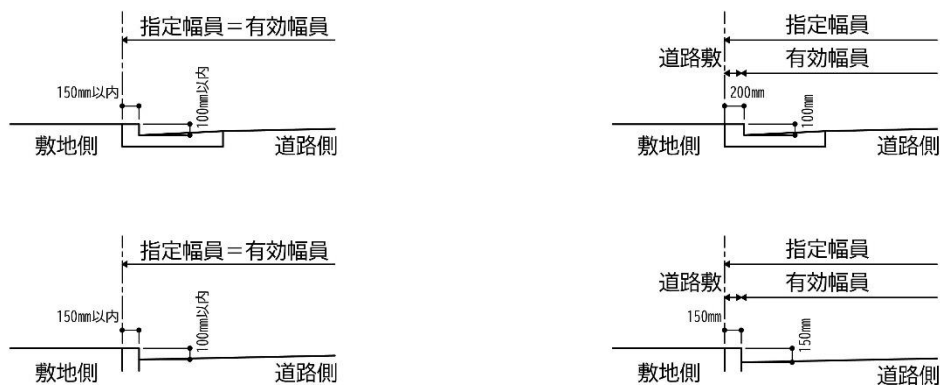 指定幅員＝有効幅員
150㎜以内
100㎜以内
敷地側
道路側
指定幅員
道路敷
有効幅員
200㎜
100㎜
敷地側
道路側
指定幅員＝有効幅員
150㎜以内
100㎜以内
敷地側
道路側
指定幅員
道路敷
有効幅員
150㎜
150㎜
敷地側
道路側